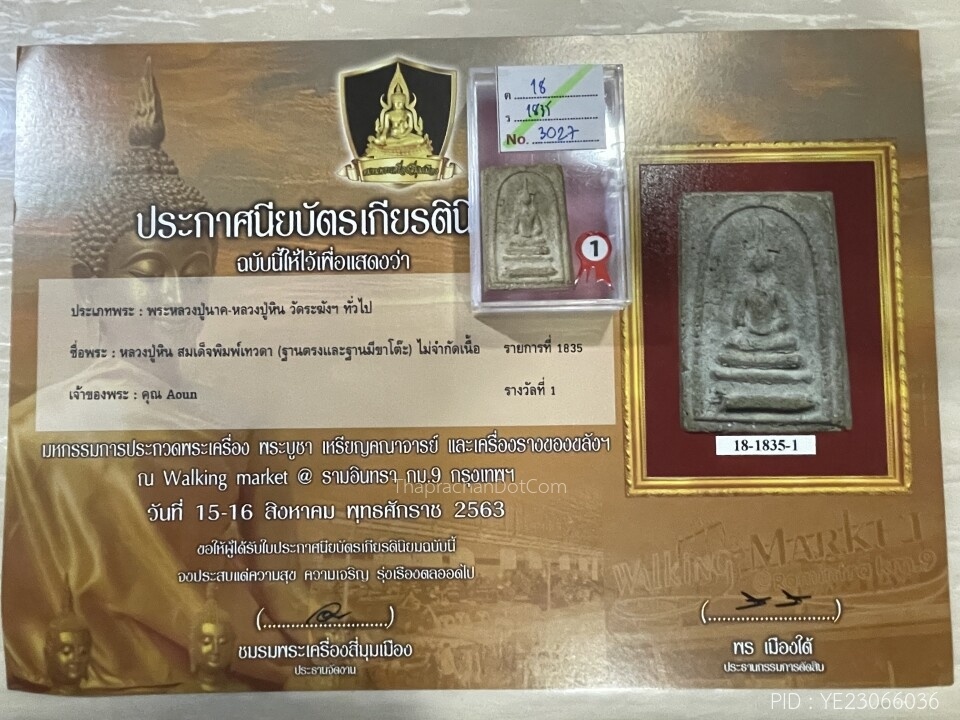 ต 18
ร 1835
No. 3027
1
ประกาศนียบัตรเกียรตินิ
ฉบับนี้ให้ไว้เพื่อแสดงว่า
ประเภทพระ : พระหลวงปู่นาค-หลวงปู่หิน วัดระฆังฯ ทั่วไป
ชื่อพระ : หลวงปู่หิน สมเด็จพิมพ์เทวดา (ฐานตรงและฐานมีขาโต๊ะ) ไม่จำกัดเนื้อ รายการที่ 1835
เจ้าของพระ : คุณ Aoun รางวัลที่ 1
18-1835-1
มหกรรมการประกวดพระเครื่อง พระบูชา เหรียญคณาจารย์ และเครื่องรางของขลังฯ
ณ Walking market @ รามอินทรา กม.9 กรุงเทพฯ
ThaprachanDotCom
วันที่ 15-16 สิงหาคม พุทธศักราช 2563
ขอให้ผู้ได้รับใบประกาศนียบัตรเกียรตินิยมฉบับนี้
จงประสบแต่ความสุข ความเจริญ รุ่งเรืองตลอดไป
Walking Markt 1
ชมรมพระเครื่องสี่มุมเมือง
ประธานจัดงาน
พร เมืองใต้
ประธานกรรมการตัดสิน
PID : YE23066036